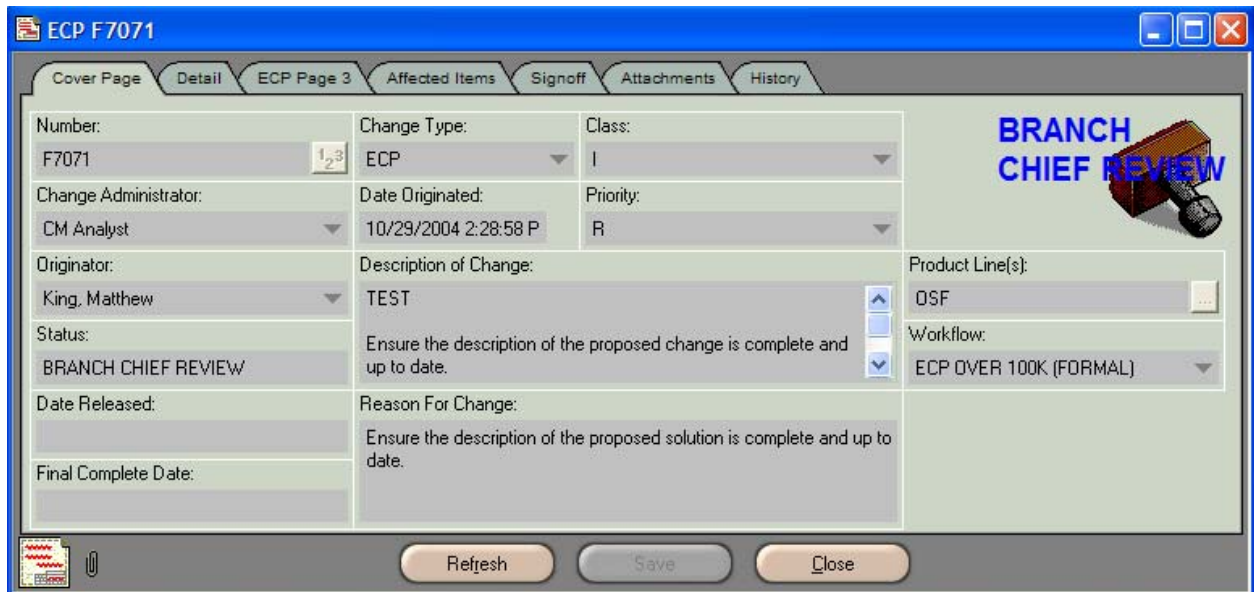 ECP F7071
Cover Page Detail ECP Page 3 Affected Items Signoff Attachments History
Number:
F7071
123
Change Type:
ECP
Class:
I
BRANCH
CHIEF REVIEW
Change Administrator:
CM Analyst
Date Originated:
10/29/2004 2:28:58 P
Priority:
R
Originator:
King, Matthew
Description of Change:
TEST
Ensure the description of the proposed change is complete and
up to date.
Product Line(s):
OSF
...
Status:
BRANCH CHIEF REVIEW
Workflow:
ECP OVER 100K (FORMAL)
Date Released:
Reason For Change:
Ensure the description of the proposed solution is complete and up to
date.
Final Complete Date:
Refresh Save Close